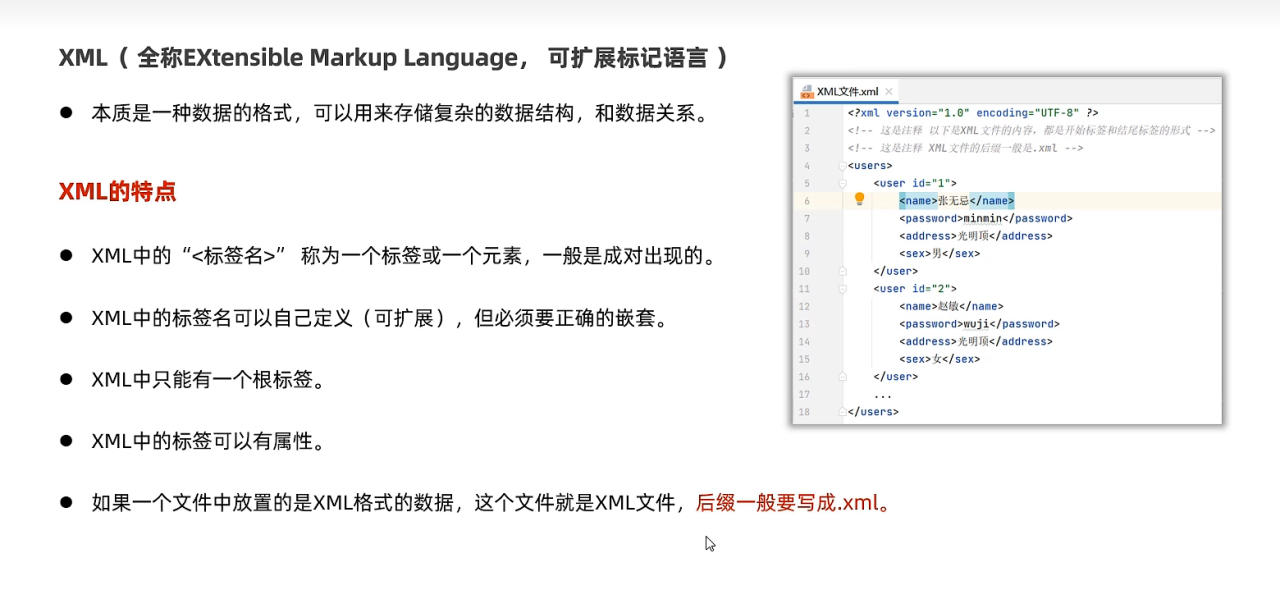 XML（ 全称EXtensible Markup Language， 可扩展标记语言 ）
● 本质是一种数据的格式，可以用来存储复杂的数据结构，和数据关系。
XML的特点
● XML中的“<标签名>” 称为一个标签或一个元素，一般是成对出现的。
● XML中的标签名可以自己定义（可扩展），但必须要正确的嵌套。
● XML中只能有一个根标签。
● XML中的标签可以有属性。
● 如果一个文件中放置的是XML格式的数据，这个文件就是XML文件，后缀一般要写成.xml。
XML文件.xml ×
1 <?xml version="1.0" encoding="UTF-8" ?>
2 <!-- 这是注释 以下是XML文件的内容，都是开始标签和结尾标签的形式 -->
3 <!-- 这是注释 XML文件的后缀一般是.xml -->
4 <users>
5 <user id="1">
6 <name>张无忌</name>
7 <password>minmin</password>
8 <address>光明顶</address>
9 <sex>男</sex>
10 </user>
11 <user id="2">
12 <name>赵敏</name>
13 <password>wuji</password>
14 <address>光明顶</address>
15 <sex>女</sex>
16 </user>
17 ...
18 </users>